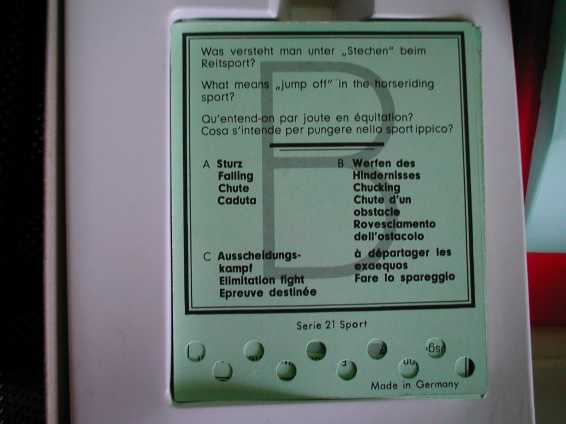 Was versteht man unter „Stechen" beim
Reitsport?
What means „jump off" in the horseriding
sport?
Qu'entend-on par joute en équitation?
Cosa s'intende per pungere nello sport ippico?
A Sturz
Falling
Chute
Caduta
B Werfen des
Hindernisses
Chucking
Chute d'un
obstacle
Rovesciamento
dell'ostacolo
C Ausscheidungs-
kampf
Elimitation fight
Epreuve destinée
à départager les
exaequos
Fare lo spareggio
B
Serie 21 Sport
Made in Germany